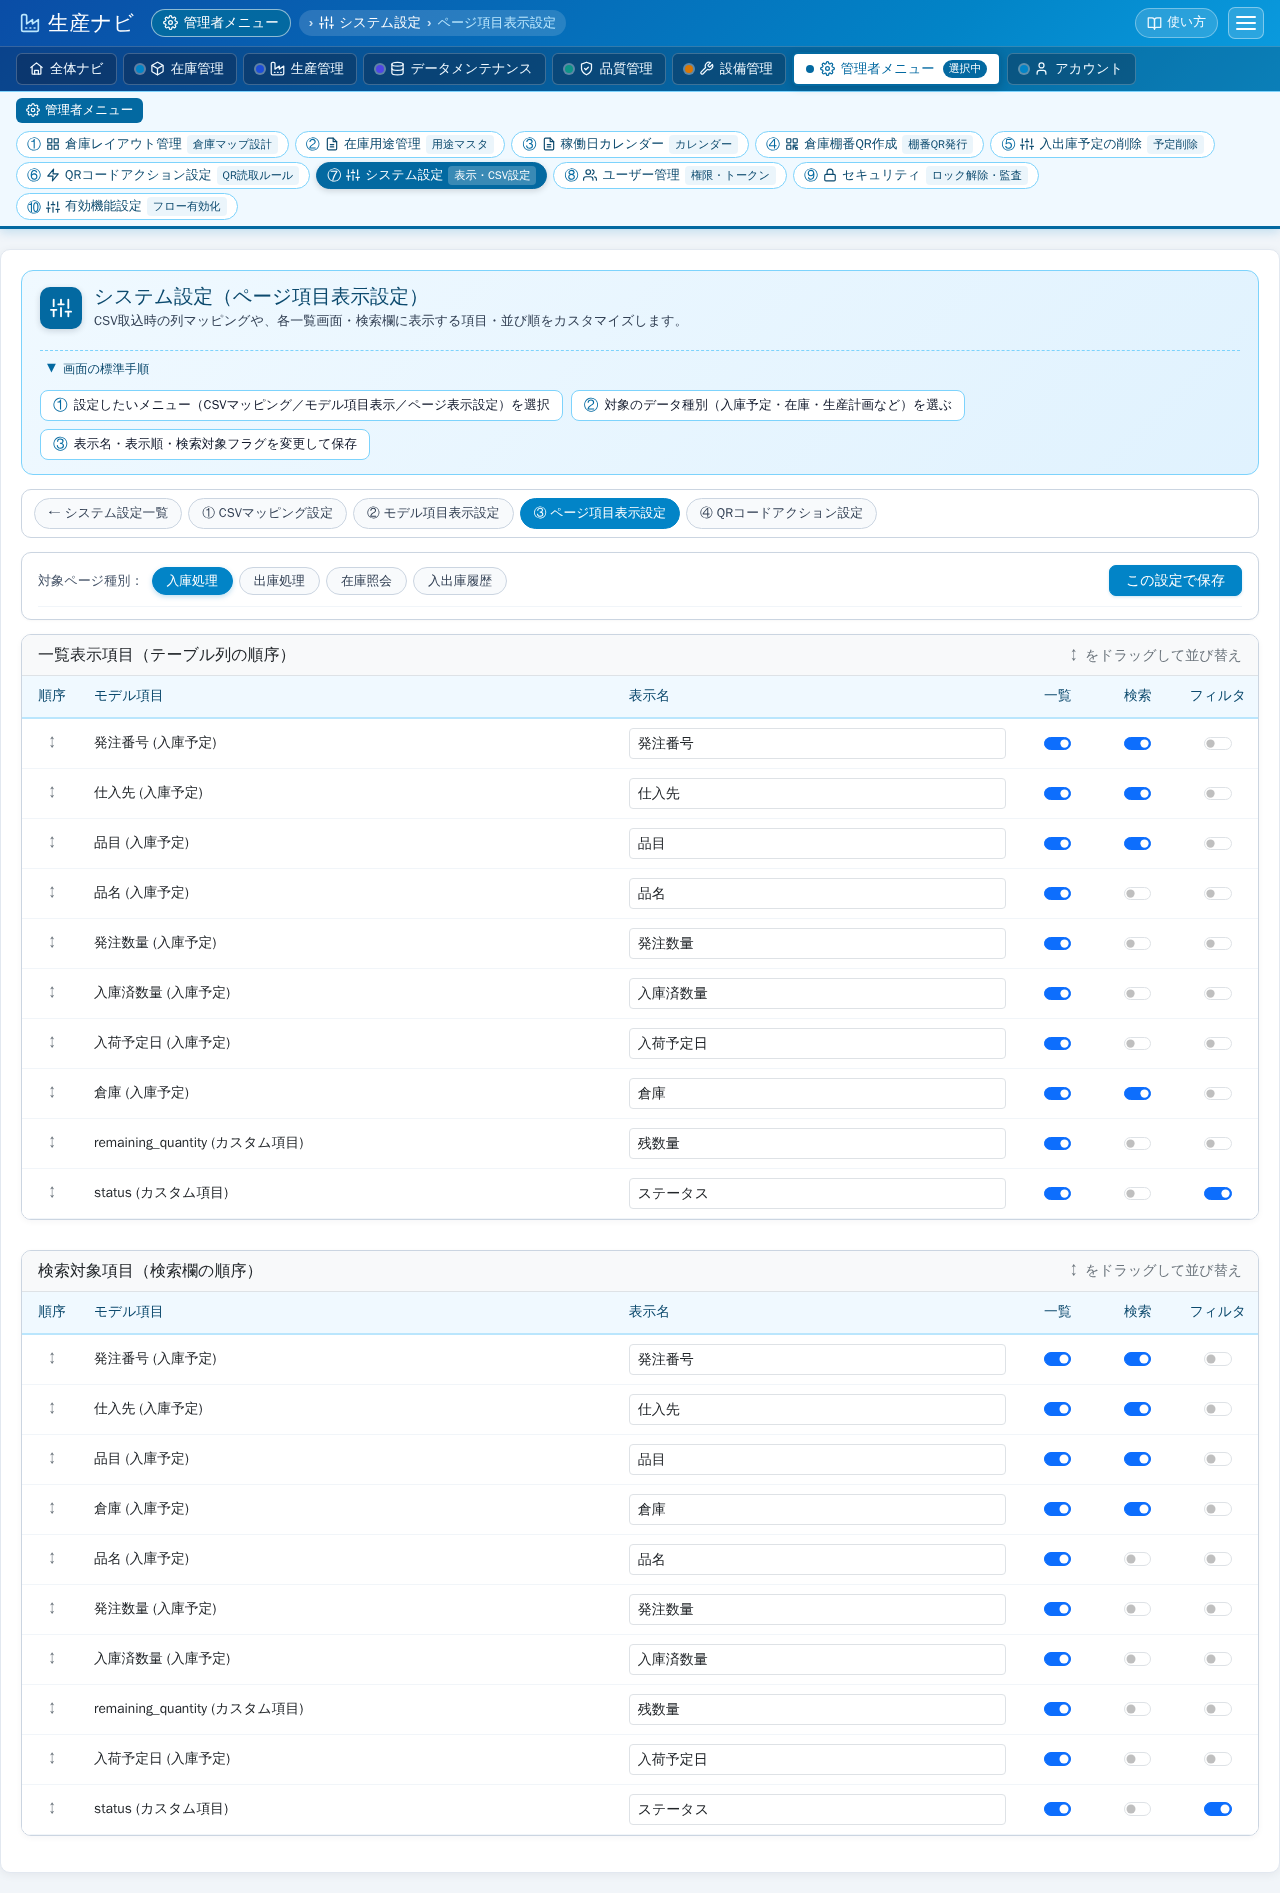 生産ナビ 管理者メニュー › システム設定 › ページ項目表示設定 使い方
全体ナビ 在庫管理 生産管理 データメンテナンス 品質管理 設備管理 管理者メニュー 選択中 アカウント
管理者メニュー
① 倉庫レイアウト管理 倉庫マップ設計 ② 在庫用途管理 用途マスタ ③ 稼働日カレンダー カレンダー ④ 倉庫棚番QR作成 棚番QR発行 ⑤ 入出庫予定の削除 予定削除
⑥ QRコードアクション設定 QR読取ルール ⑦ システム設定 表示・CSV設定 ⑧ ユーザー管理 権限・トークン ⑨ セキュリティ ロック解除・監査
⑩ 有効機能設定 フロー有効化
システム設定（ページ項目表示設定）
CSV取込時の列マッピングや、各一覧画面・検索欄に表示する項目・並び順をカスタマイズします。
▼ 画面の標準手順
① 設定したいメニュー（CSVマッピング／モデル項目表示／ページ表示設定）を選択 ② 対象のデータ種別（入庫予定・在庫・生産計画など）を選ぶ
③ 表示名・表示順・検索対象フラグを変更して保存
← システム設定一覧 ① CSVマッピング設定 ② モデル項目表示設定 ③ ページ項目表示設定 ④ QRコードアクション設定
対象ページ種別： 入庫処理 出庫処理 在庫照会 入出庫履歴 この設定で保存
一覧表示項目（テーブル列の順序） ↕ をドラッグして並び替え
順序 モデル項目 表示名 一覧 検索 フィルタ
↕ 発注番号 (入庫予定) 発注番号
↕ 仕入先 (入庫予定) 仕入先
↕ 品目 (入庫予定) 品目
↕ 品名 (入庫予定) 品名
↕ 発注数量 (入庫予定) 発注数量
↕ 入庫済数量 (入庫予定) 入庫済数量
↕ 入荷予定日 (入庫予定) 入荷予定日
↕ 倉庫 (入庫予定) 倉庫
↕ remaining_quantity (カスタム項目) 残数量
↕ status (カスタム項目) ステータス
検索対象項目（検索欄の順序） ↕ をドラッグして並び替え
順序 モデル項目 表示名 一覧 検索 フィルタ
↕ 発注番号 (入庫予定) 発注番号
↕ 仕入先 (入庫予定) 仕入先
↕ 品目 (入庫予定) 品目
↕ 倉庫 (入庫予定) 倉庫
↕ 品名 (入庫予定) 品名
↕ 発注数量 (入庫予定) 発注数量
↕ 入庫済数量 (入庫予定) 入庫済数量
↕ remaining_quantity (カスタム項目) 残数量
↕ 入荷予定日 (入庫予定) 入荷予定日
↕ status (カスタム項目) ステータス